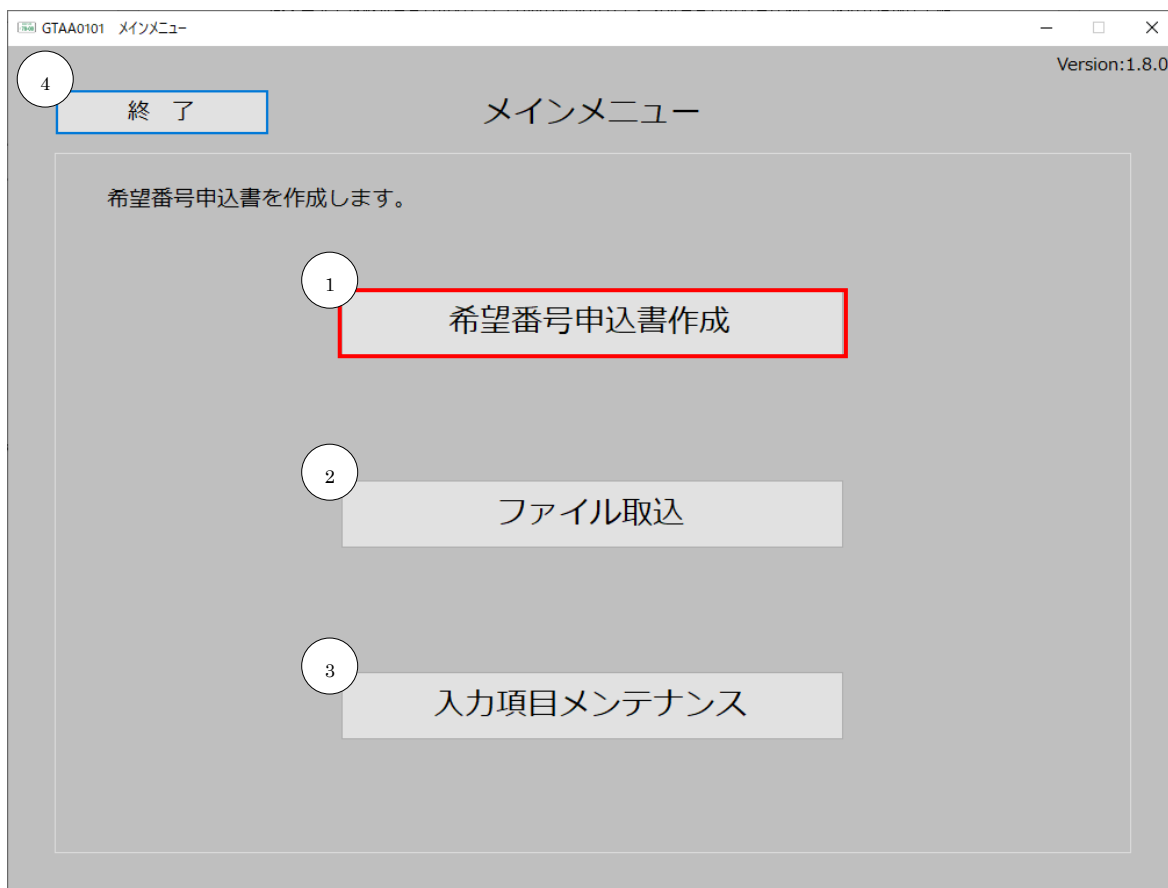 GTAA0101 メインメニュー
Version:1.8.0
4
終 了
メインメニュー
希望番号申込書を作成します。
1
希望番号申込書作成
2
ファイル取込
3
入力項目メンテナンス